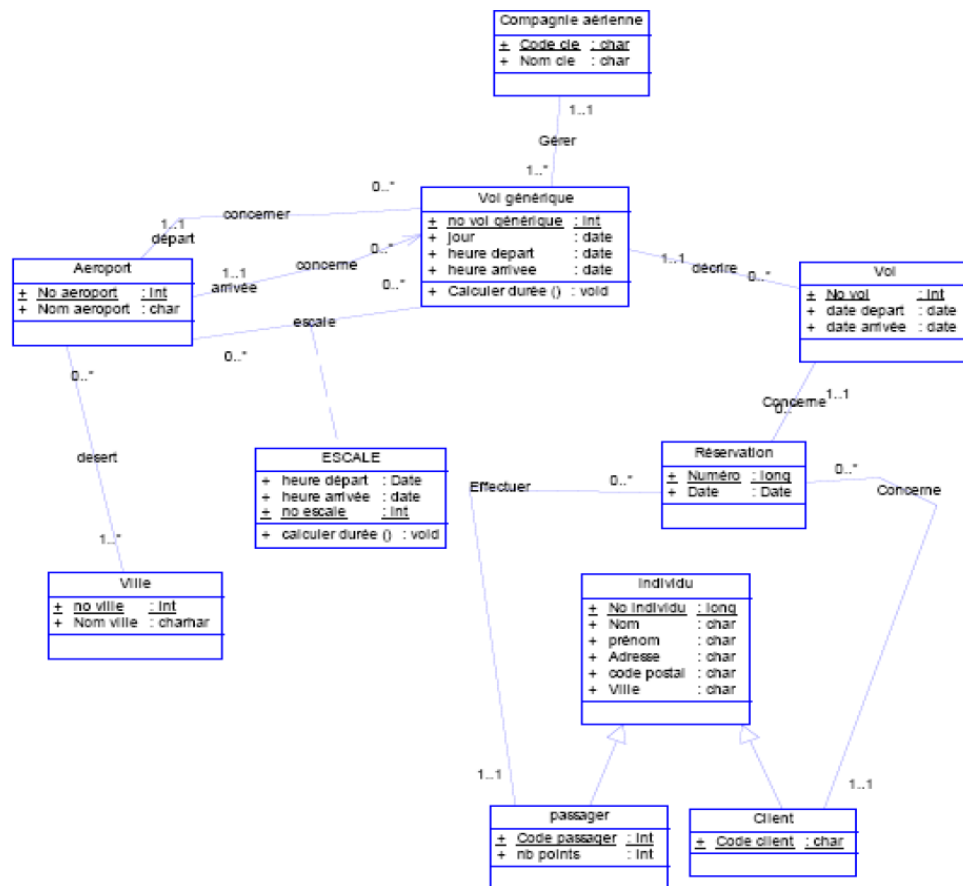 Compagnie aérienne
+ Code cie : char
+ Nom cie : char
1..1
Gérer
1..*
Vol générique
+ no vol générique : Int
+ jour : date
+ heure depart : date
+ heure arrivee : date
+ Calculer durée () : void
0..*
concerner
1..1
départ
0..*
concerne
1..1
arrivée
0..*
escale
0..*
Aeroport
+ No aeroport : Int
+ Nom aeroport : char
1..1
décrire
0..*
Vol
+ No vol : Int
+ date depart : date
+ date arrivée : date
0..*
desert
1..*
ESCALE
+ heure départ : Date
+ heure arrivée : date
+ no escale : Int
+ calculer durée () : void
1..1
Concerne
0..
Réservation
+ Numéro : long
+ Date : Date
Effectuer
0..*
0..*
Concerne
Ville
+ no ville : Int
+ Nom ville : charhar
Individu
+ No individu : long
+ Nom : char
+ prénom : char
+ Adresse : char
+ code postal : char
+ Ville : char
1..1
1..1
passager
+ Code passager : Int
+ nb points : Int
Client
+ Code client : char